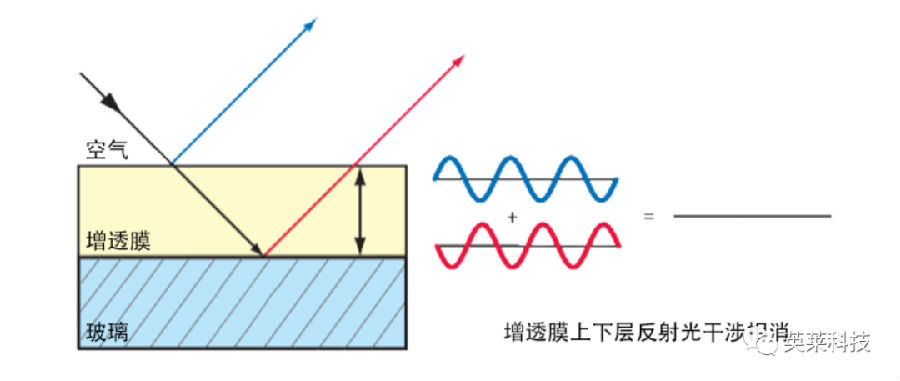 空气
增透膜
玻璃
+
=
增透膜上下层反射光干涉相消
英莱科技